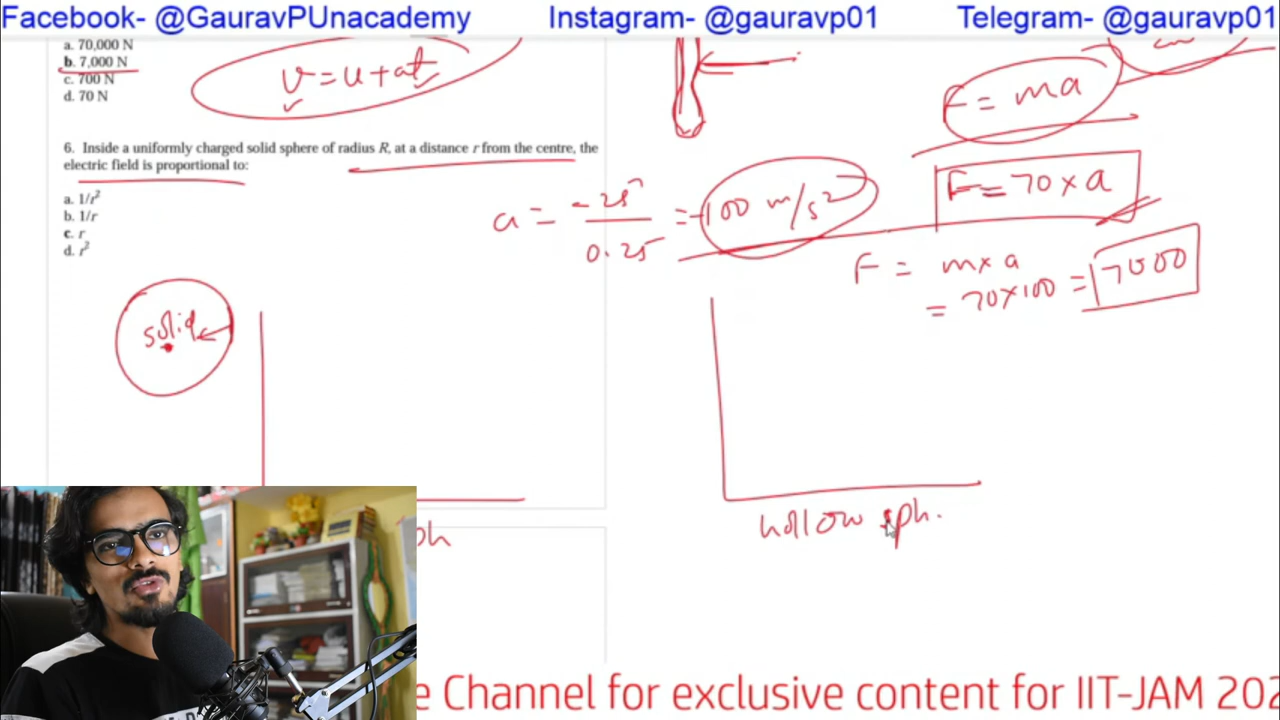 Facebook- @GauravPUnacademy Instagram- @gauravp01 Telegram- @gauravp01
a. 70,000 N
b. 7,000 N
c. 700 N
d. 70 N
v = u + at
F = ma
6. Inside a uniformly charged solid sphere of radius R, at a distance r from the centre, the
electric field is proportional to:
a. 1/r²
b. 1/r
c. r
d. r²
a = -25 / 0.25 = -100 m/s²
F = 70 × a
F = m × a
= 70×100 = 7000
solid
hollow sph.
e Channel for exclusive content for IIT-JAM 202